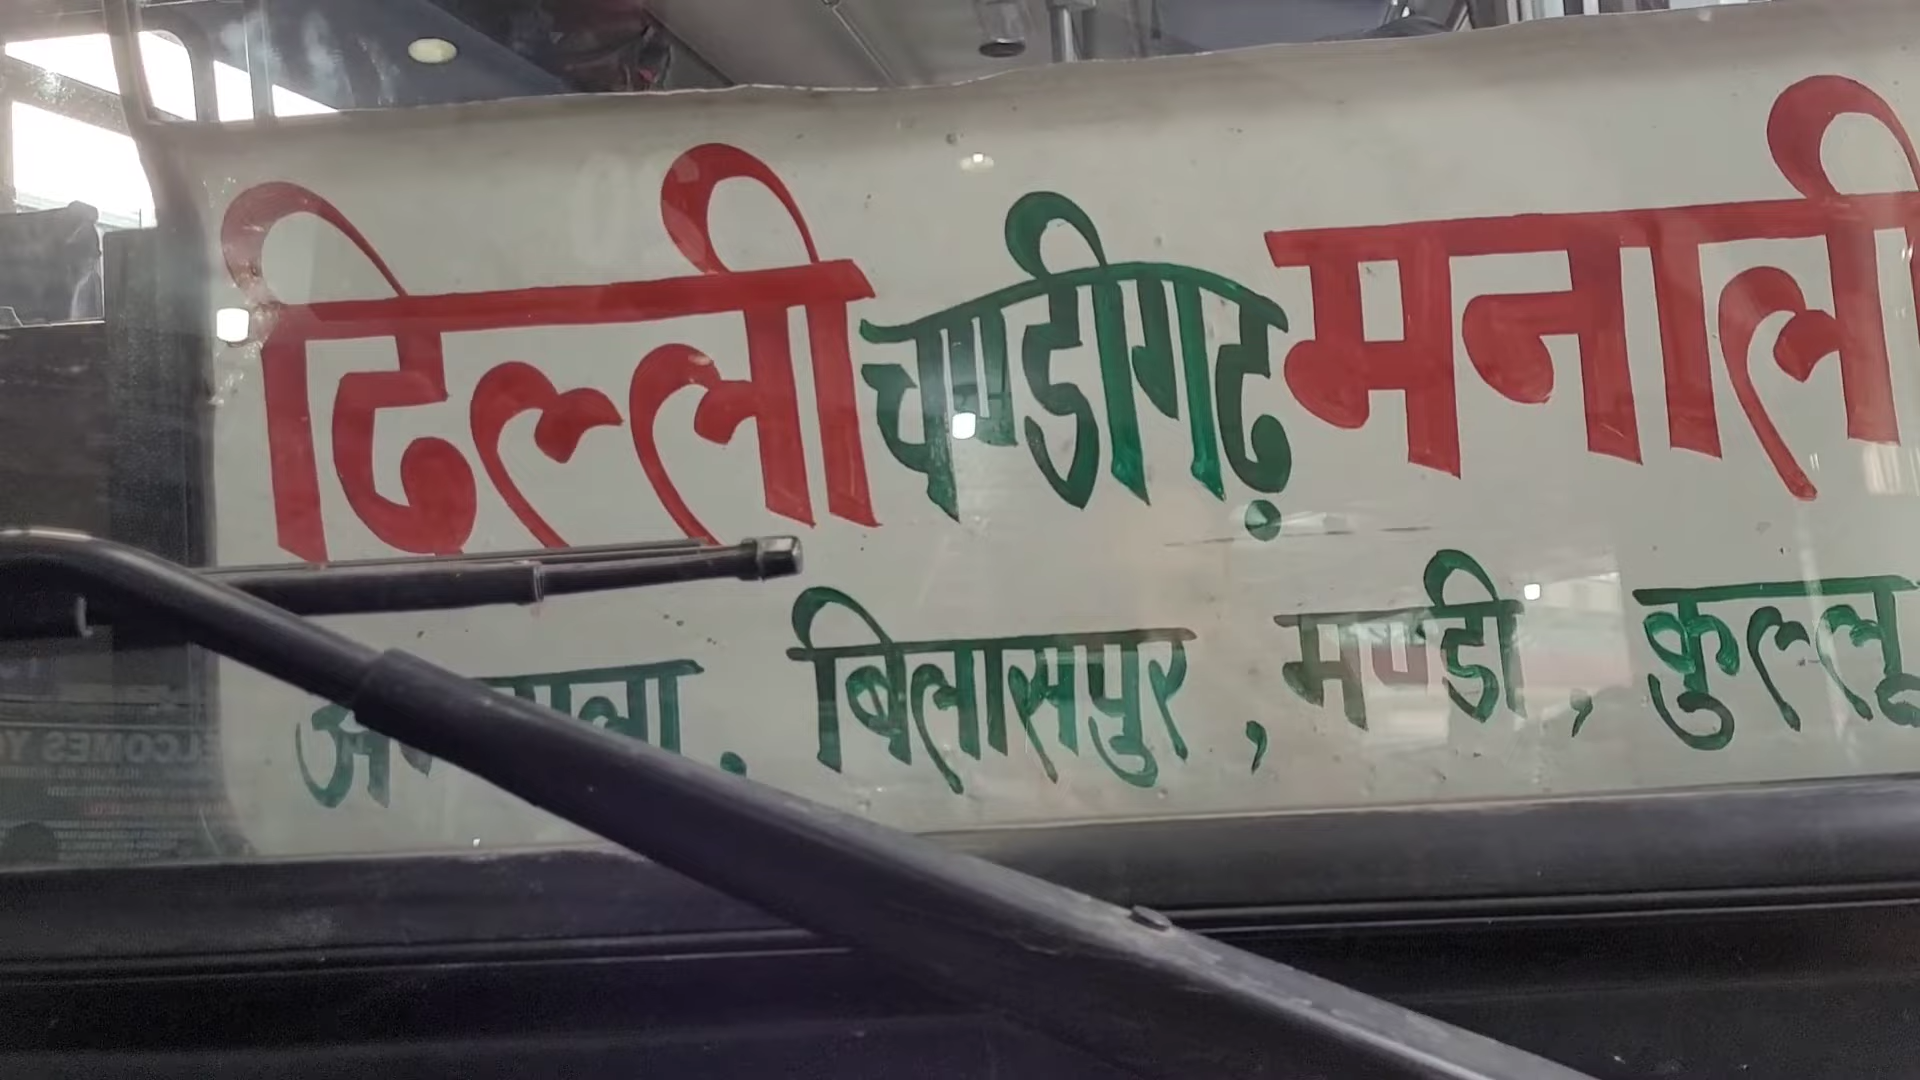 दिल्ली चण्डीगढ़ मनाली
बिलासपुर, मण्डी, कुल्लू